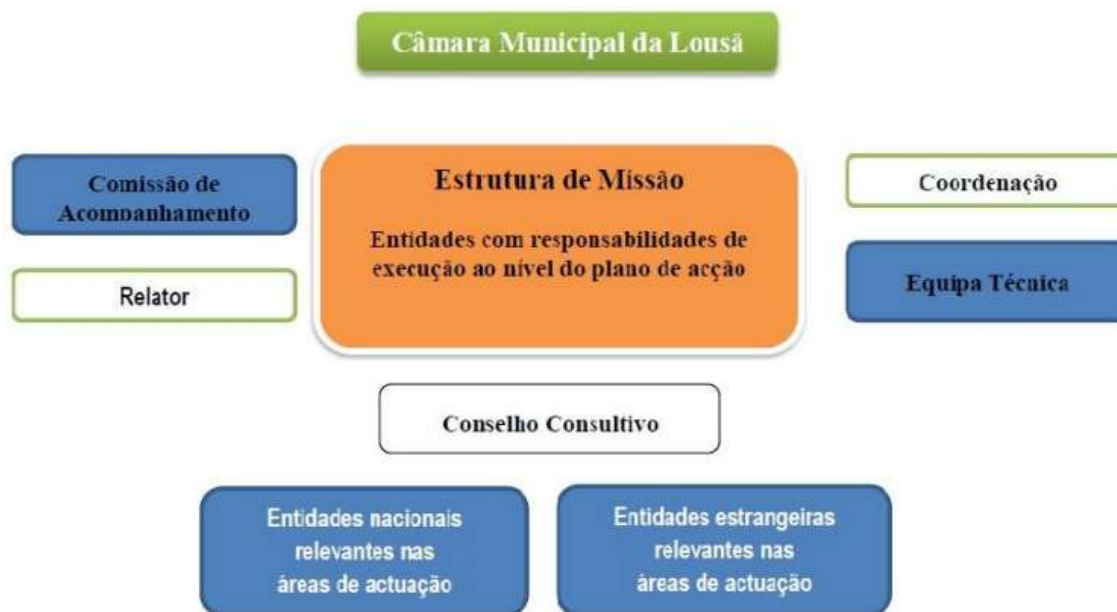 Câmara Municipal da Lousã
Comissão de
Acompanhamento
Relator
Estrutura de Missão
Entidades com responsabilidades de
execução ao nível do plano de acção
Coordenação
Equipa Técnica
Conselho Consultivo
Entidades nacionais
relevantes nas
áreas de actuação
Entidades estrangeiras
relevantes nas
áreas de actuação